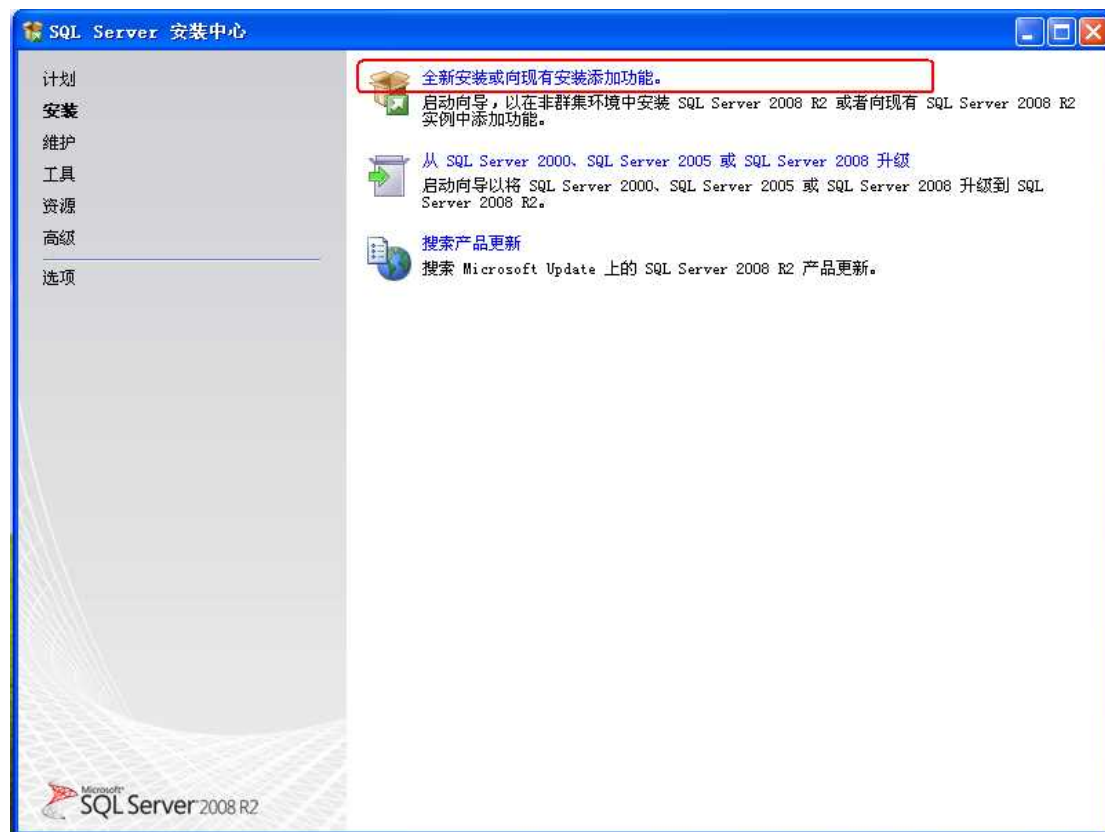 SQL Server 安装中心
计划
安装
维护
工具
资源
高级
选项
全新安装或向现有安装添加功能。
启动向导，以在非群集环境中安装 SQL Server 2008 R2 或者向现有 SQL Server 2008 R2
实例中添加功能。
从 SQL Server 2000、SQL Server 2005 或 SQL Server 2008 升级
启动向导以将 SQL Server 2000、SQL Server 2005 或 SQL Server 2008 升级到 SQL
Server 2008 R2。
搜索产品更新
搜索 Microsoft Update 上的 SQL Server 2008 R2 产品更新。
Microsoft
SQL Server 2008 R2